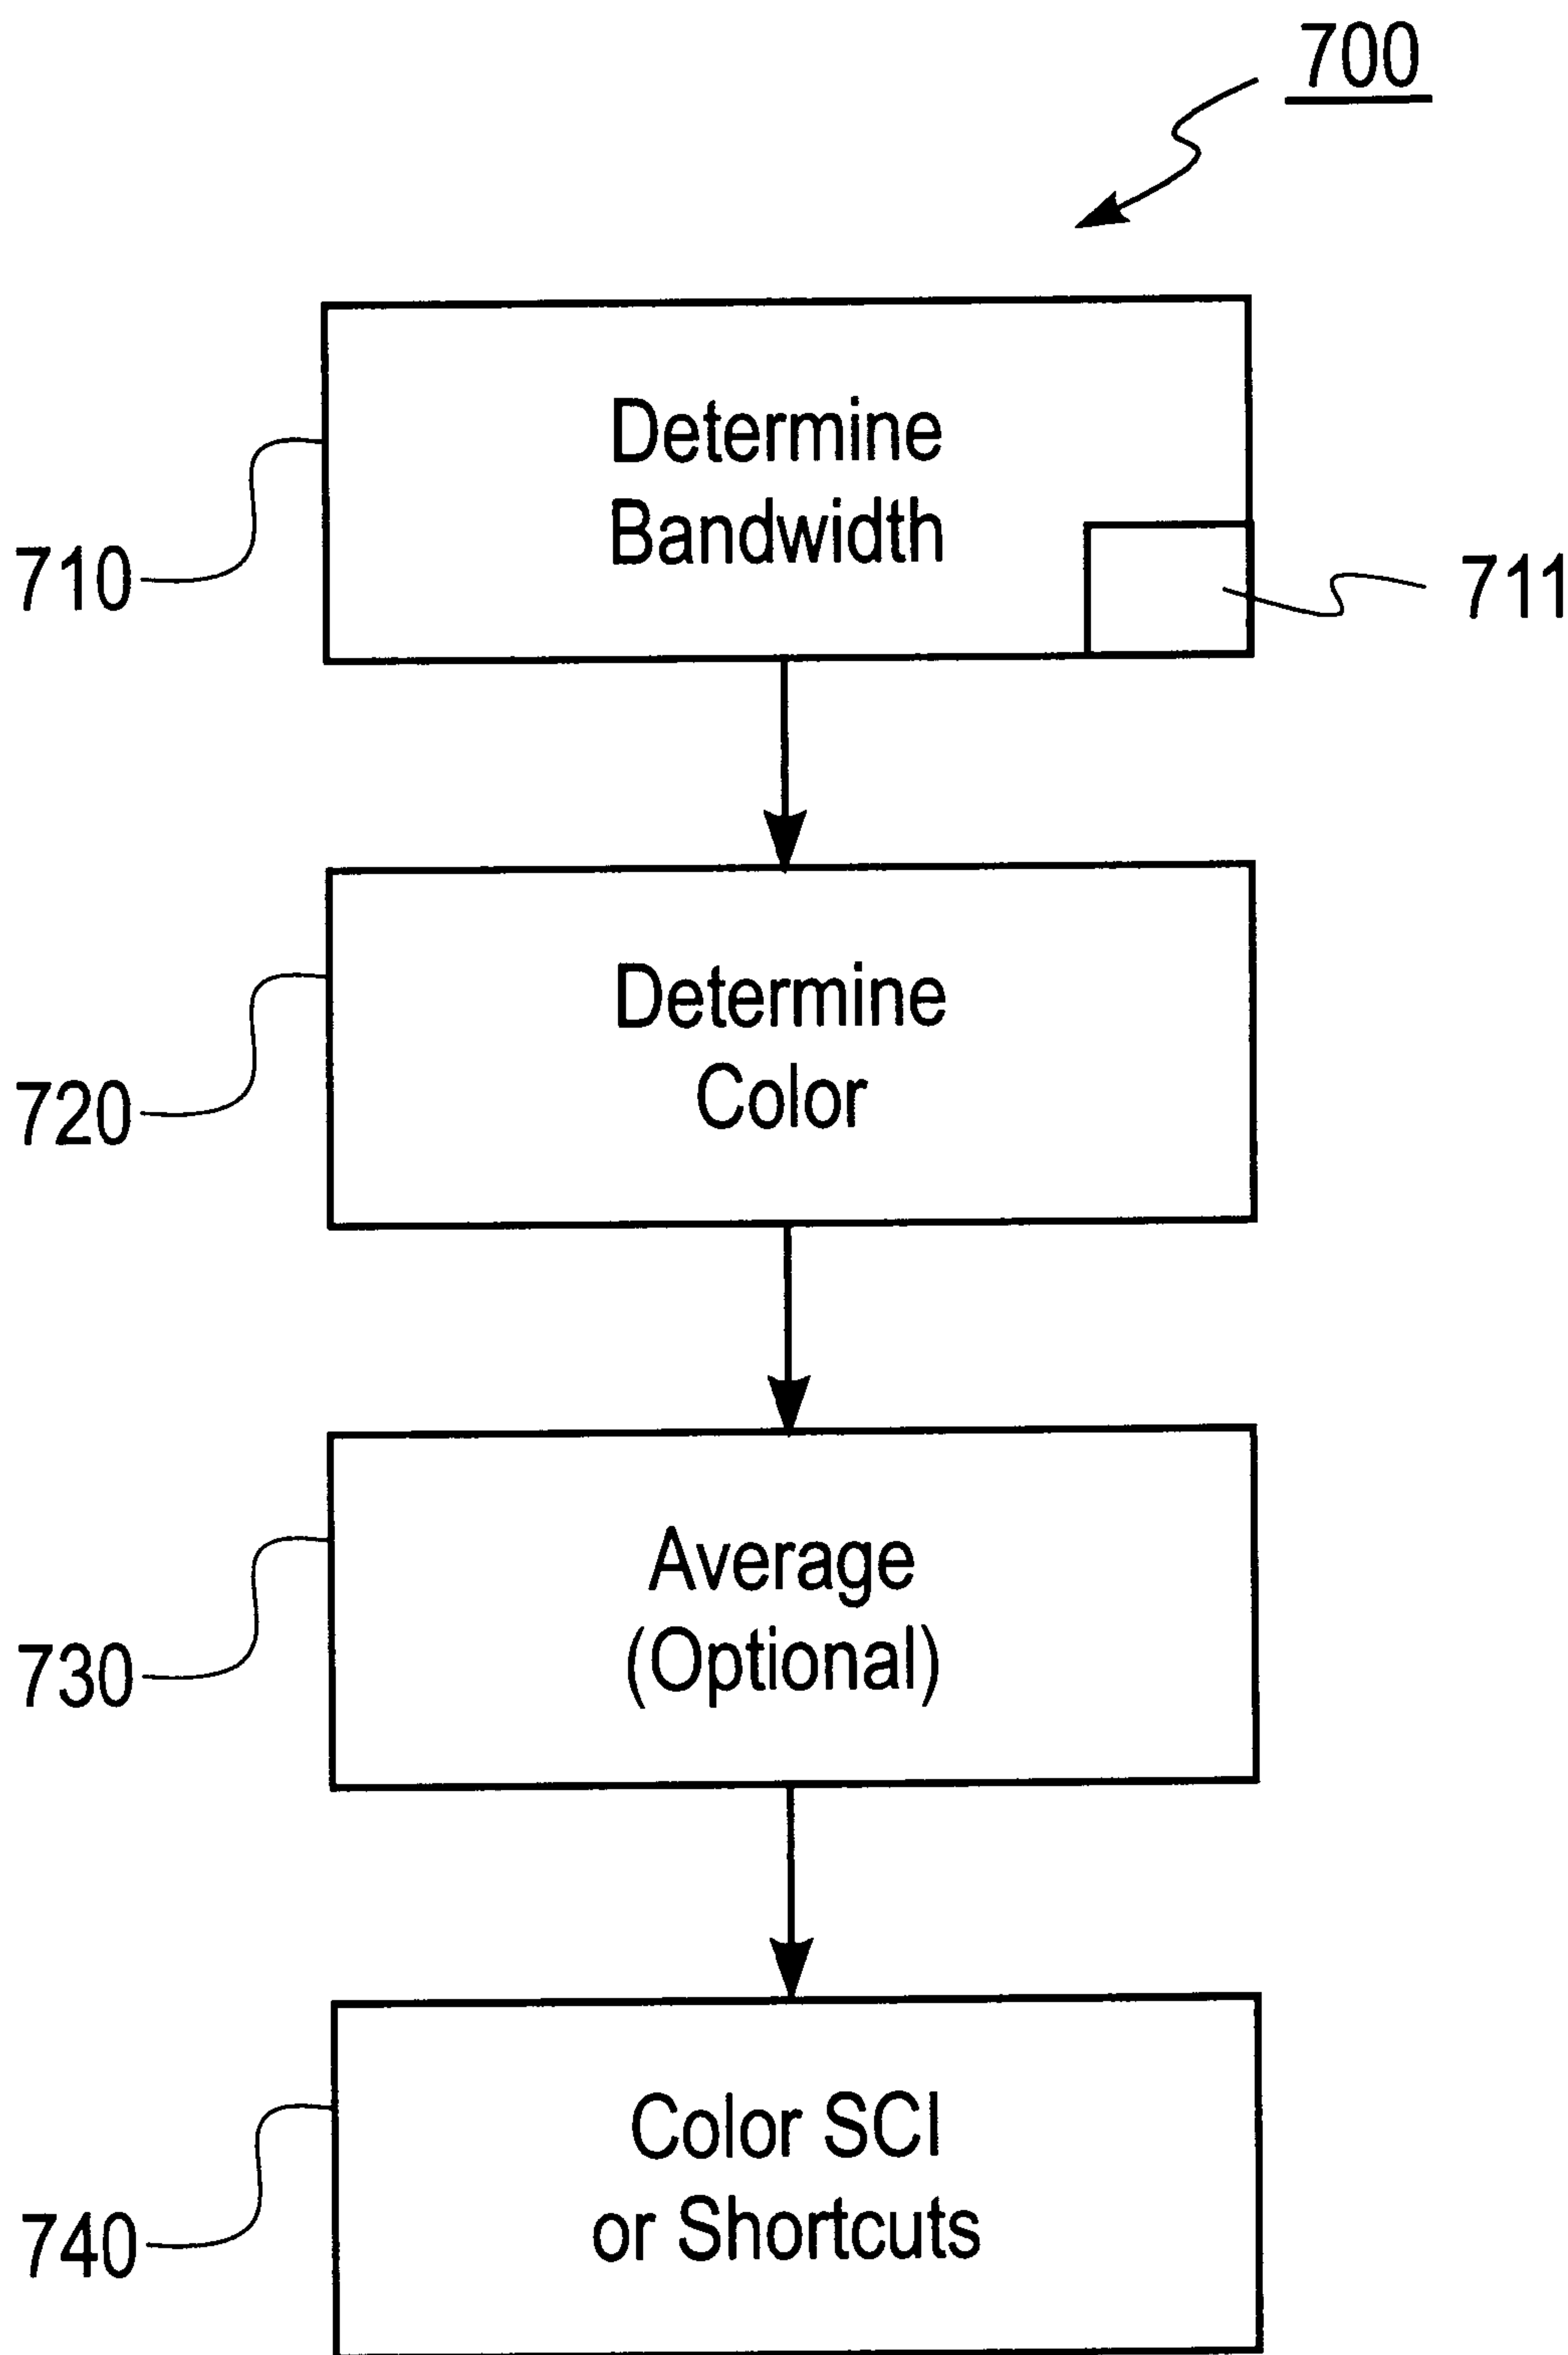 700
Determine
Bandwidth
710
711
Determine
Color
720
Average
(Optional)
730
Color SCI
or Shortcuts
740